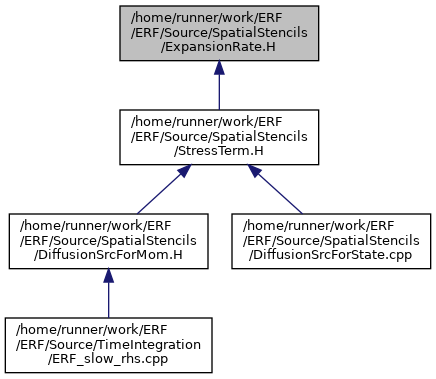 /home/runner/work/ERF
/ERF/Source/SpatialStencils
/ExpansionRate.H
/home/runner/work/ERF
/ERF/Source/SpatialStencils
/StressTerm.H
/home/runner/work/ERF
/ERF/Source/SpatialStencils
/DiffusionSrcForMom.H
/home/runner/work/ERF
/ERF/Source/SpatialStencils
/DiffusionSrcForState.cpp
/home/runner/work/ERF
/ERF/Source/TimeIntegration
/ERF_slow_rhs.cpp